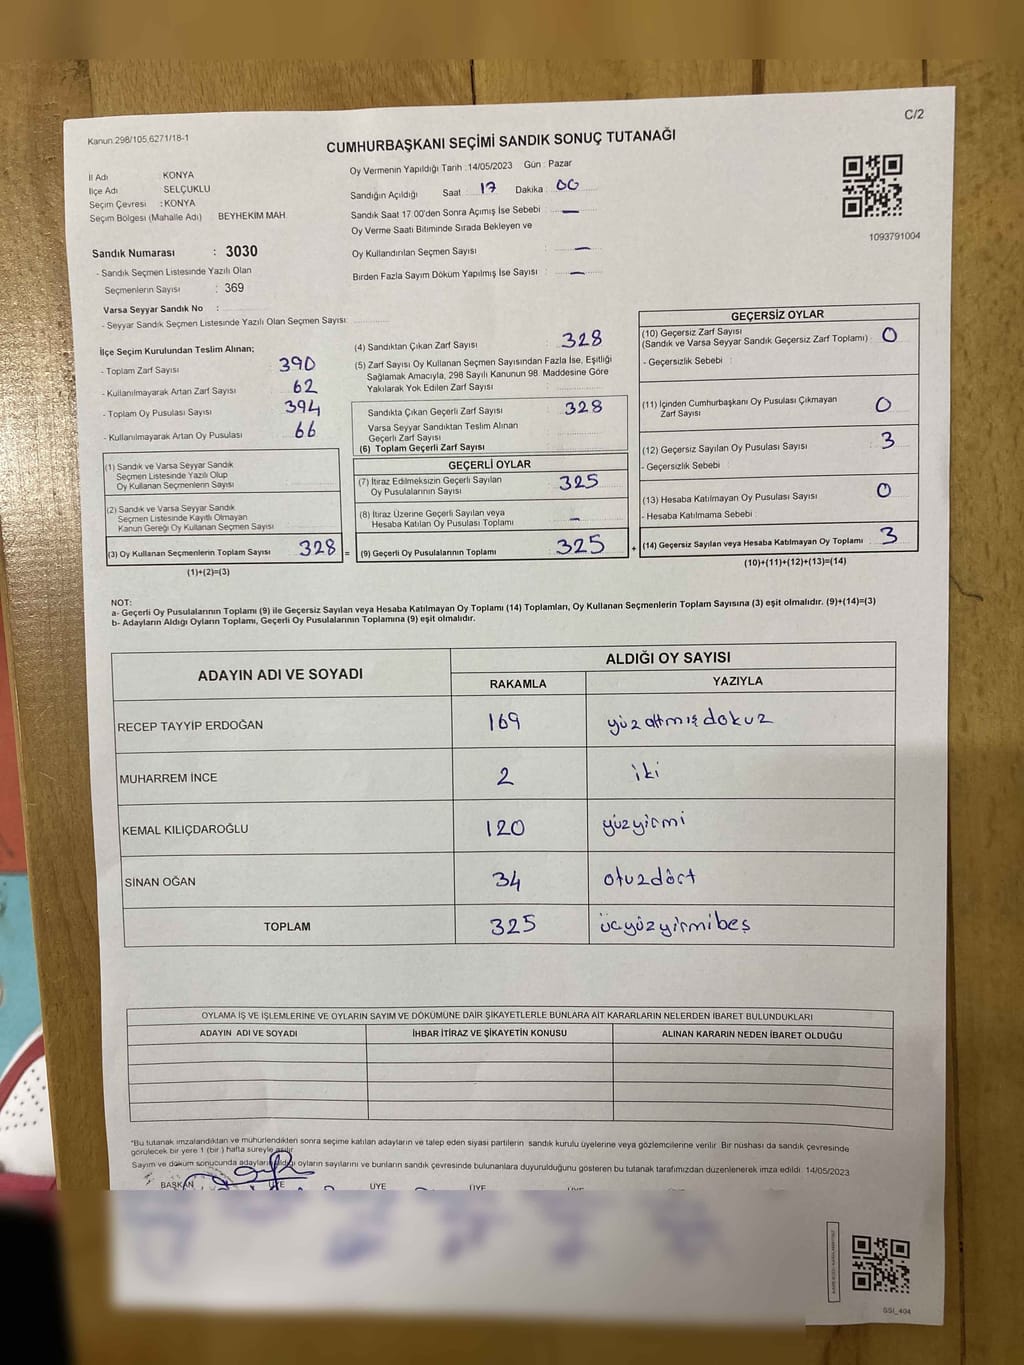 C/2
Kanun.298/105,6271/18-1
CUMHURBAŞKANI SEÇİMİ SANDIK SONUÇ TUTANAĞI
İl Adı : KONYA
İlçe Adı SELÇUKLU
Seçim Çevresi : KONYA
Seçim Bölgesi (Mahalle Adı) BEYHEKİM MAH.
Oy Vermenin Yapıldığı Tarih : 14/05/2023 Gün : Pazar
Sandığın Açıldığı Saat 17 Dakika 00
Sandık Saat 17.00'den Sonra Açımış İse Sebebi : —
Oy Verme Saati Bitiminde Sırada Bekleyen ve
Oy Kullandırılan Seçmen Sayısı : —
Birden Fazla Sayım Döküm Yapılmış İse Sayısı : —
1093791004
Sandık Numarası : 3030
- Sandık Seçmen Listesinde Yazılı Olan
Seçmenlerin Sayısı : 369
Varsa Seyyar Sandık No :
- Seyyar Sandık Seçmen Listesinde Yazılı Olan Seçmen Sayısı:
İlçe Seçim Kurulundan Teslim Alınan;
- Toplam Zarf Sayısı : 390
- Kullanılmayarak Artan Zarf Sayısı : 62
- Toplam Oy Pusulası Sayısı : 394
- Kullanılmayarak Artan Oy Pusulası : 66
(1) Sandık ve Varsa Seyyar Sandık
Seçmen Listesinde Yazılı Olup
Oy Kullanan Seçmenlerin Sayısı
(2) Sandık ve Varsa Seyyar Sandık
Seçmen Listesinde Kayıtlı Olmayan
Kanun Gereği Oy Kullanan Seçmen Sayısı
(3) Oy Kullanan Seçmenlerin Toplam Sayısı 328 =
(1)+(2)=(3)
(4) Sandıktan Çıkan Zarf Sayısı : 328
(5) Zarf Sayısı Oy Kullanan Seçmen Sayısından Fazla İse, Eşitliği
Sağlamak Amacıyla, 298 Sayılı Kanunun 98. Maddesine Göre
Yakılarak Yok Edilen Zarf Sayısı
Sandıkta Çıkan Geçerli Zarf Sayısı : 328
Varsa Seyyar Sandıktan Teslim Alınan
Geçerli Zarf Sayısı
(6) Toplam Geçerli Zarf Sayısı
GEÇERLİ OYLAR
(7) İtiraz Edilmeksizin Geçerli Sayılan
Oy Pusulalarının Sayısı 325
(8) İtiraz Üzerine Geçerli Sayılan veya
Hesaba Katılan Oy Pusulası Toplamı —
(9) Geçerli Oy Pusulalarının Toplamı 325 +
GEÇERSİZ OYLAR
(10) Geçersiz Zarf Sayısı
(Sandık ve Varsa Seyyar Sandık Geçersiz Zarf Toplamı) : 0
- Geçersizlik Sebebi :
(11) İçinden Cumhurbaşkanı Oy Pusulası Çıkmayan
Zarf Sayısı 0
(12) Geçersiz Sayılan Oy Pusulası Sayısı : 3
- Geçersizlik Sebebi :
(13) Hesaba Katılmayan Oy Pusulası Sayısı : 0
- Hesaba Katılmama Sebebi :
(14) Geçersiz Sayılan veya Hesaba Katılmayan Oy Toplamı 3
(10)+(11)+(12)+(13)=(14)
NOT:
a- Geçerli Oy Pusulalarının Toplamı (9) ile Geçersiz Sayılan veya Hesaba Katılmayan Oy Toplamı (14) Toplamları, Oy Kullanan Seçmenlerin Toplam Sayısına (3) eşit olmalıdır. (9)+(14)=(3)
b- Adayların Aldığı Oyların Toplamı, Geçerli Oy Pusulalarının Toplamına (9) eşit olmalıdır.
ADAYIN ADI VE SOYADI ALDIĞI OY SAYISI
RAKAMLA YAZIYLA
RECEP TAYYİP ERDOĞAN 169 yüzaltmışdokuz
MUHARREM İNCE 2 iki
KEMAL KILIÇDAROĞLU 120 yüzyirmi
SİNAN OĞAN 34 otuzdört
TOPLAM 325 üçyüzyirmibeş
OYLAMA İŞ VE İŞLEMLERİNE VE OYLARIN SAYIM VE DÖKÜMÜNE DAİR ŞİKAYETLERLE BUNLARA AİT KARARLARIN NELERDEN İBARET BULUNDUKLARI
ADAYIN ADI VE SOYADI İHBAR İTİRAZ VE ŞİKAYETİN KONUSU ALINAN KARARIN NEDEN İBARET OLDUĞU
*Bu tutanak imzalandıktan ve mühürlendikten sonra seçime katılan adayların ve talep eden siyasi partilerin sandık kurulu üyelerine veya gözlemcilerine verilir. Bir nüshası da sandık çevresinde
görülecek bir yere 1 (bir) hafta süreyle asılır.
Sayım ve döküm sonucunda adayların aldığı oyların sayılarını ve bunların sandık çevresinde bulunanlara duyurulduğunu gösteren bu tutanak tarafımızdan düzenlenerek imza edildi. 14/05/2023
BAŞKAN ÜYE ÜYE ÜYE
SSİ_404